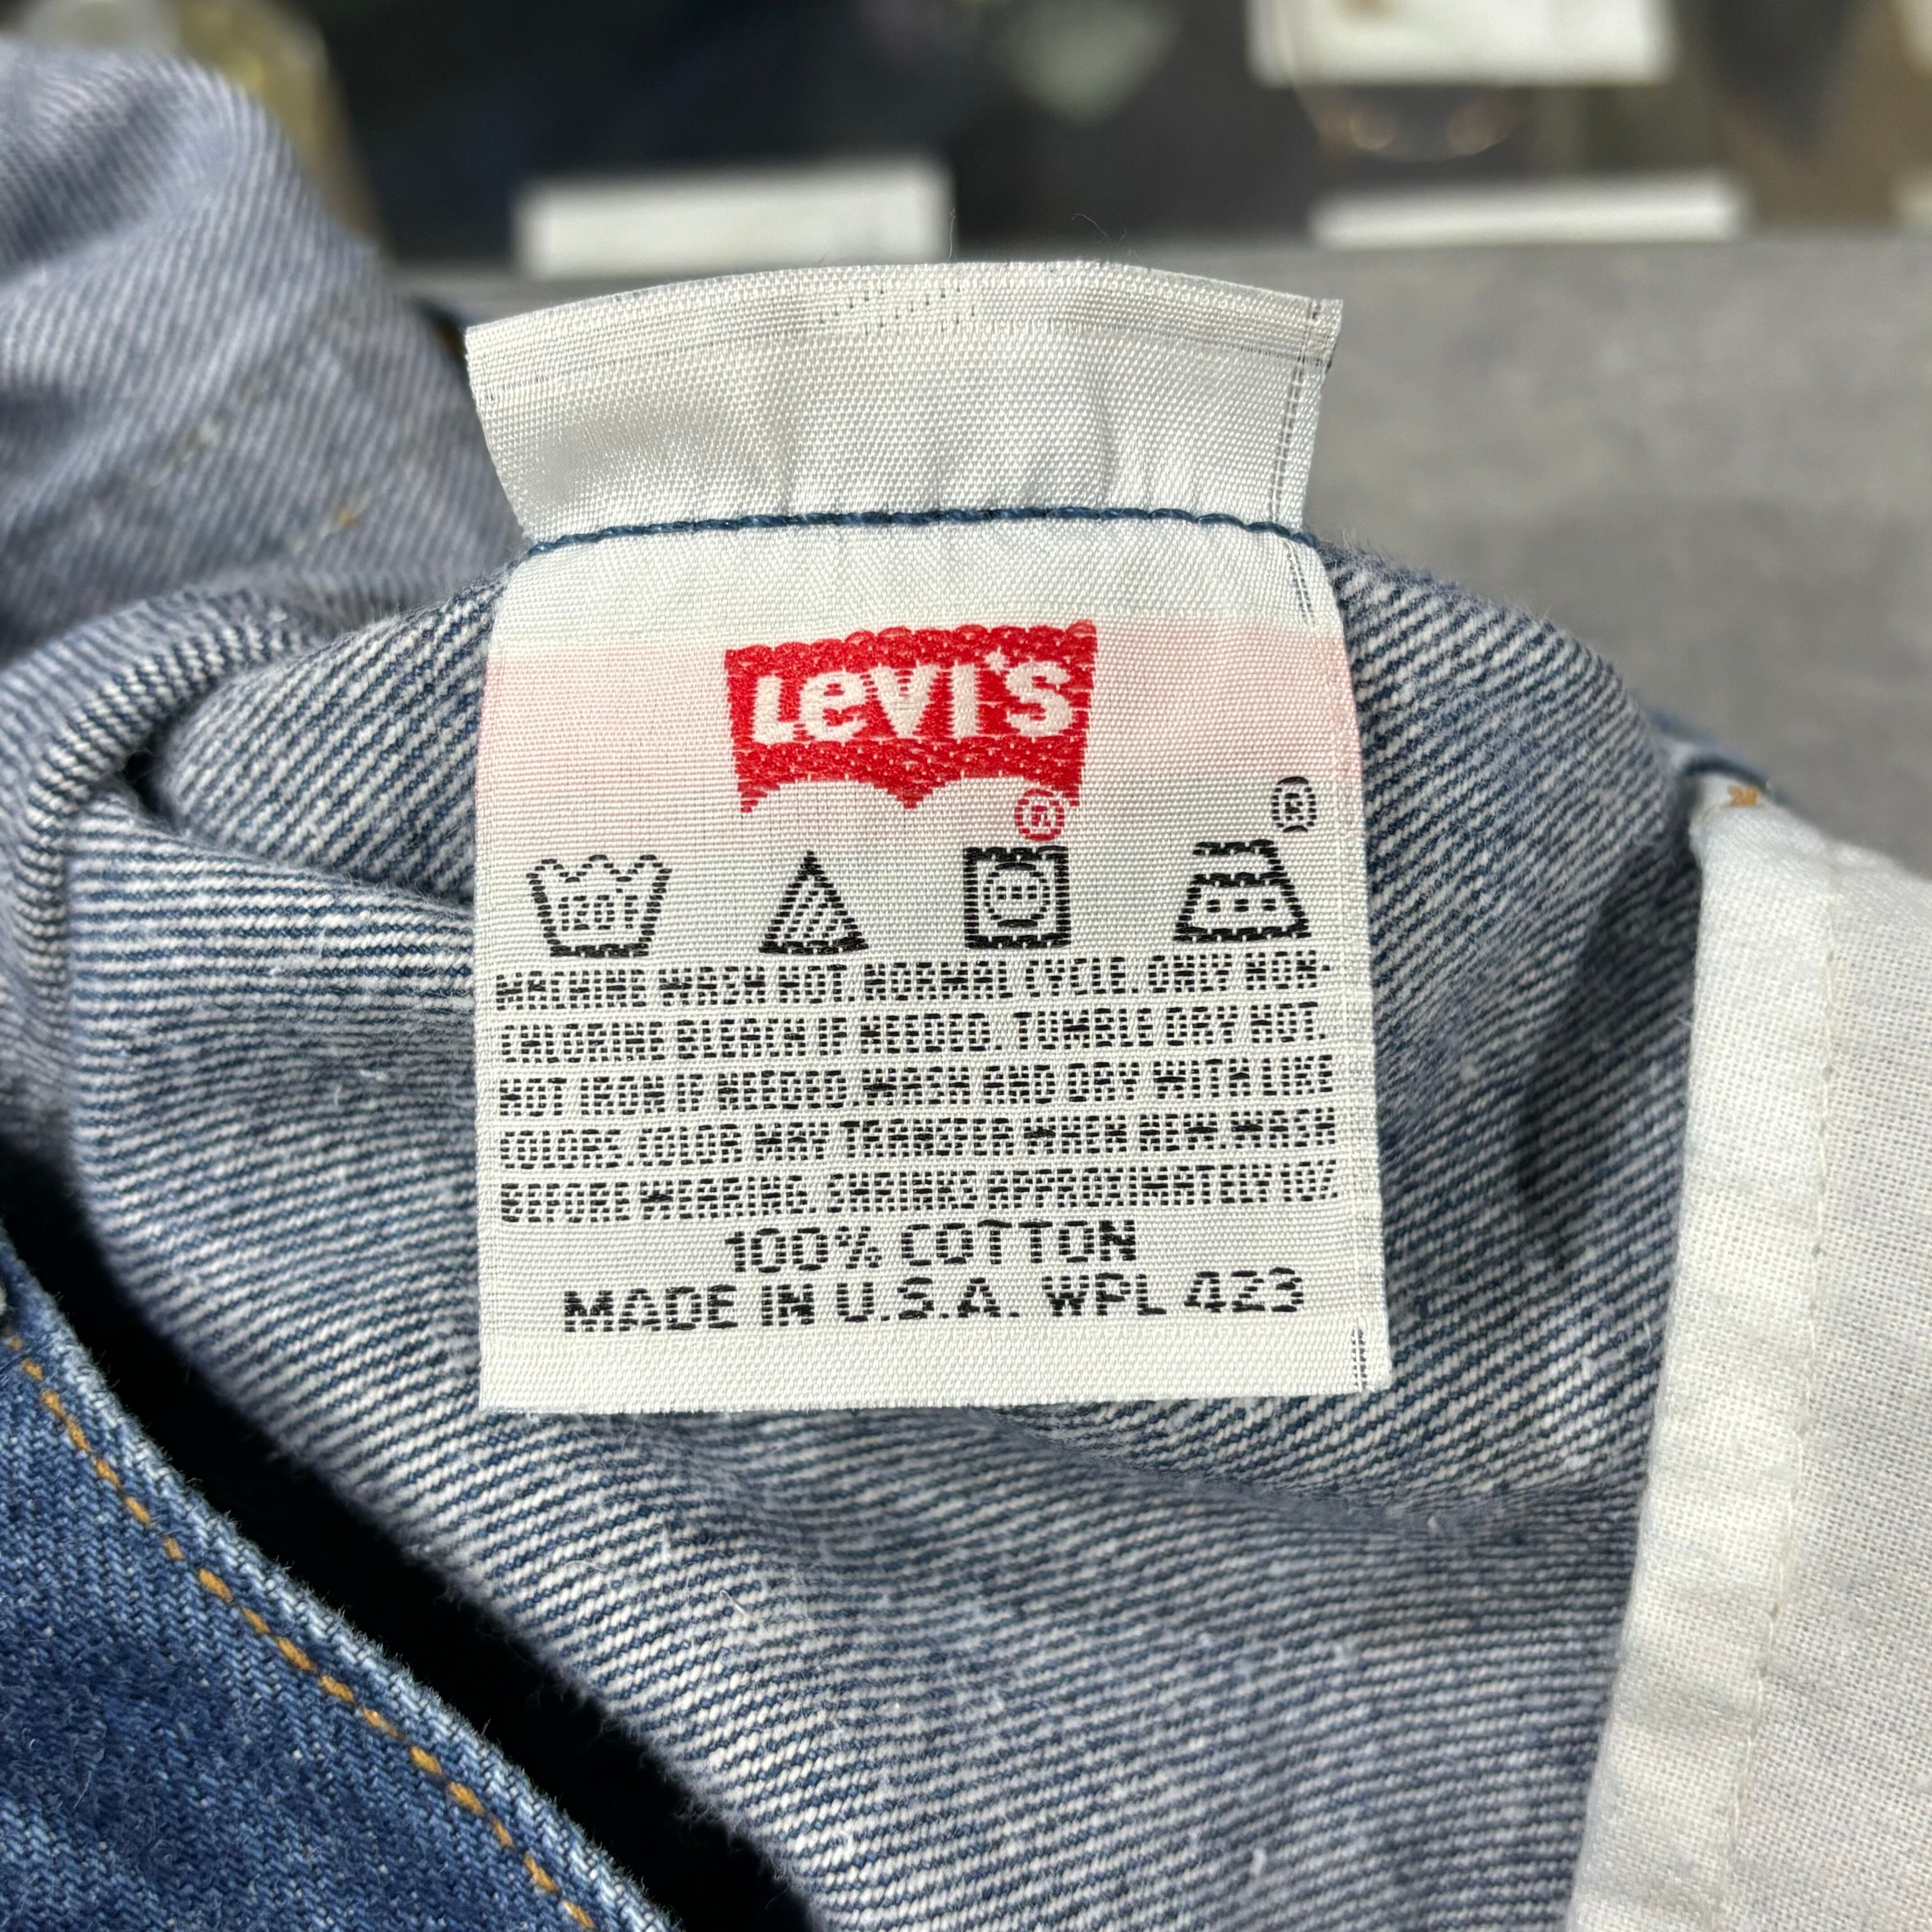 LEVI'S
®
®
120F
MACHINE WASH HOT. NORMAL CYCLE. ONLY NON-
CHLORINE BLEACH IF NEEDED. TUMBLE DRY HOT.
HOT IRON IF NEEDED. WASH AND DRY WITH LIKE
COLORS. COLOR MAY TRANSFER WHEN NEW. WASH
BEFORE WEARING. SHRINKS APPROXIMATELY 10%
100% COTTON
MADE IN U.S.A. WPL 423